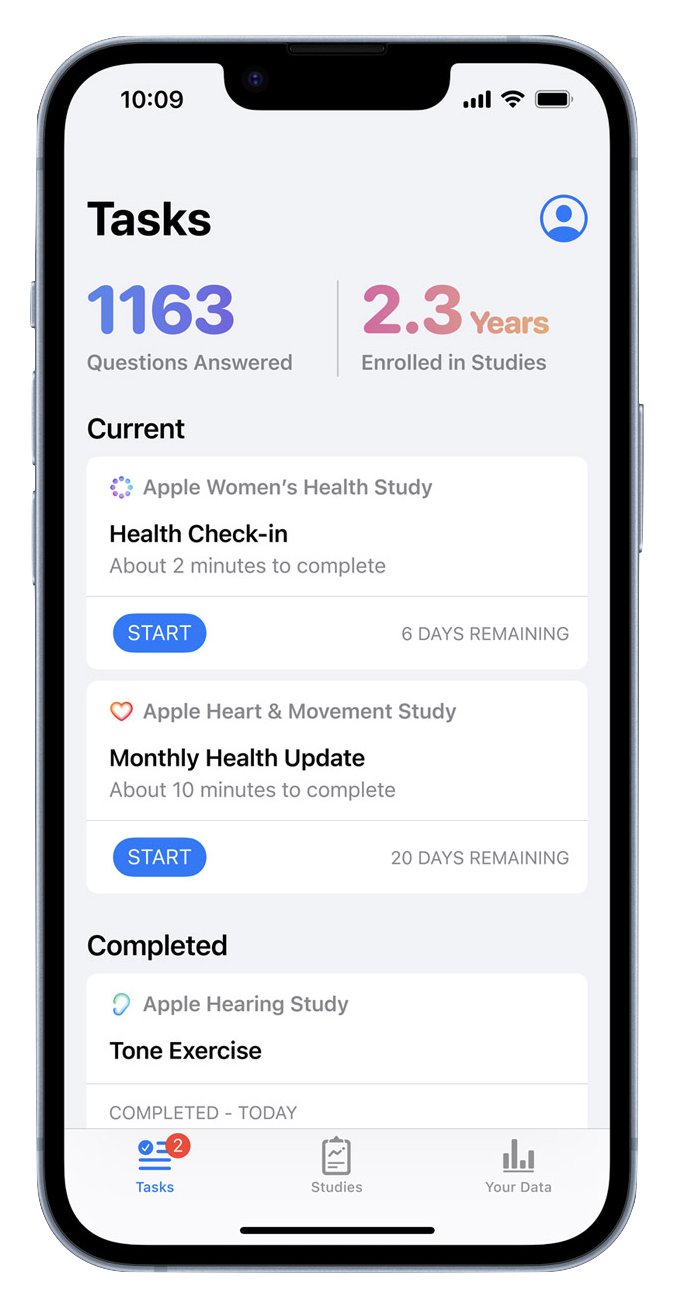 10:09
Tasks
1163
Questions Answered
2.3 Years
Enrolled in Studies
Current
Apple Women's Health Study
Health Check-in
About 2 minutes to complete
START
6 DAYS REMAINING
Apple Heart & Movement Study
Monthly Health Update
About 10 minutes to complete
START
20 DAYS REMAINING
Completed
Apple Hearing Study
Tone Exercise
COMPLETED - TODAY
2
Tasks
Studies
Your Data